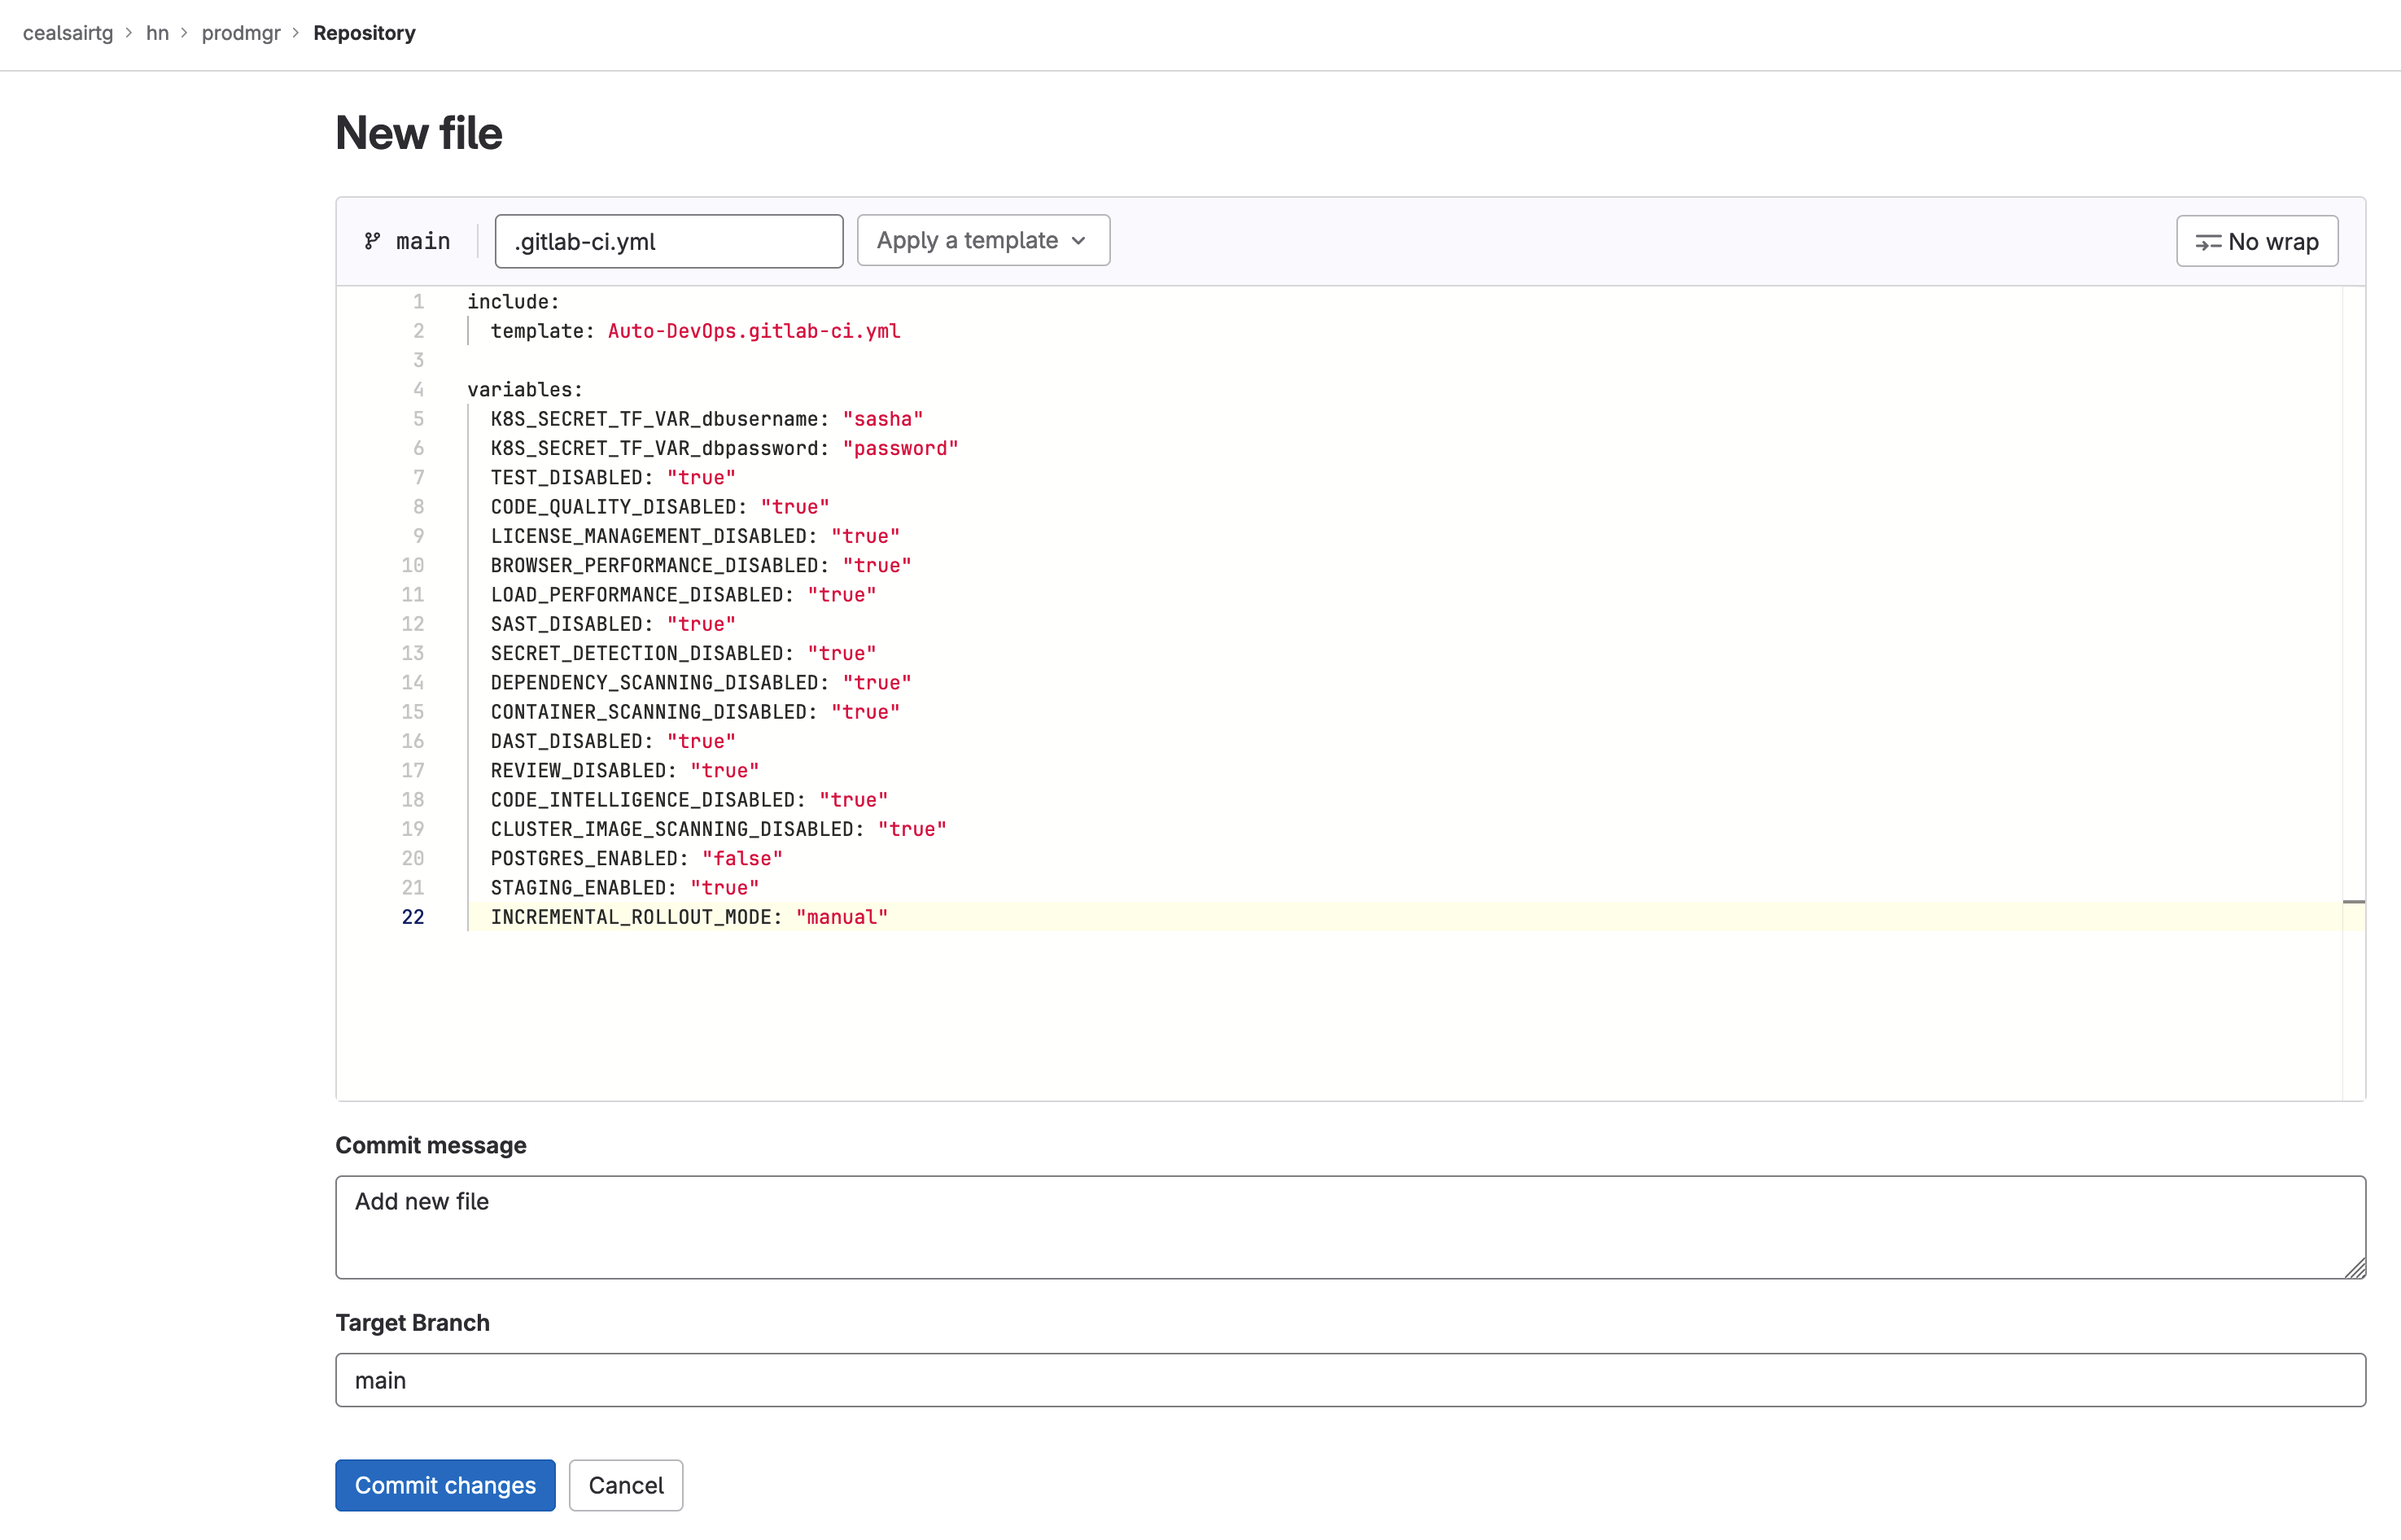 cealsairtg > hn > prodmgr > Repository
New file
main
.gitlab-ci.yml
Apply a template
No wrap
1 include:
2 template: Auto-DevOps.gitlab-ci.yml
3
4 variables:
5 K8S_SECRET_TF_VAR_dbusername: "sasha"
6 K8S_SECRET_TF_VAR_dbpassword: "password"
7 TEST_DISABLED: "true"
8 CODE_QUALITY_DISABLED: "true"
9 LICENSE_MANAGEMENT_DISABLED: "true"
10 BROWSER_PERFORMANCE_DISABLED: "true"
11 LOAD_PERFORMANCE_DISABLED: "true"
12 SAST_DISABLED: "true"
13 SECRET_DETECTION_DISABLED: "true"
14 DEPENDENCY_SCANNING_DISABLED: "true"
15 CONTAINER_SCANNING_DISABLED: "true"
16 DAST_DISABLED: "true"
17 REVIEW_DISABLED: "true"
18 CODE_INTELLIGENCE_DISABLED: "true"
19 CLUSTER_IMAGE_SCANNING_DISABLED: "true"
20 POSTGRES_ENABLED: "false"
21 STAGING_ENABLED: "true"
22 INCREMENTAL_ROLLOUT_MODE: "manual"
Commit message
Add new file
Target Branch
main
Commit changes
Cancel